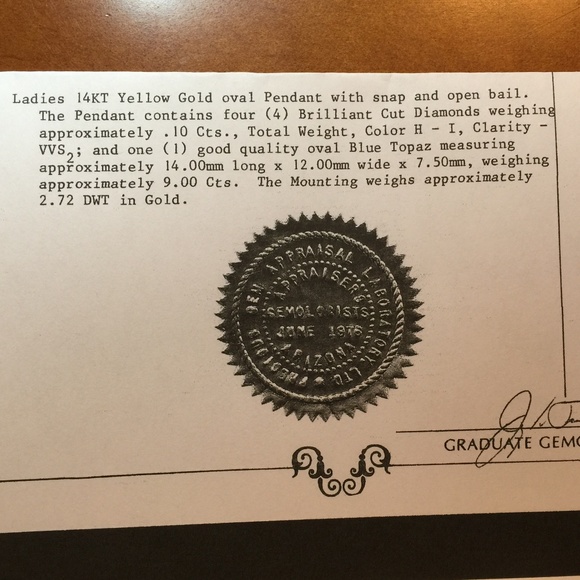 Ladies 14KT Yellow Gold oval Pendant with snap and open bail.
The Pendant contains four (4) Brilliant Cut Diamonds weighing
approximately .10 Cts., Total Weight, Color H - I, Clarity -
VVS2; and one (1) good quality oval Blue Topaz measuring
approximately 14.00mm long x 12.00mm wide x 7.50mm, weighing
approximately 9.00 Cts. The Mounting weighs approximately
2.72 DWT in Gold.
PRECIOUS GEM APPRAISAL LABORATORY, LTD
APPRAISERS
GEMOLOGISTS
JUNE 1975
ARIZONA
GRADUATE GEMO